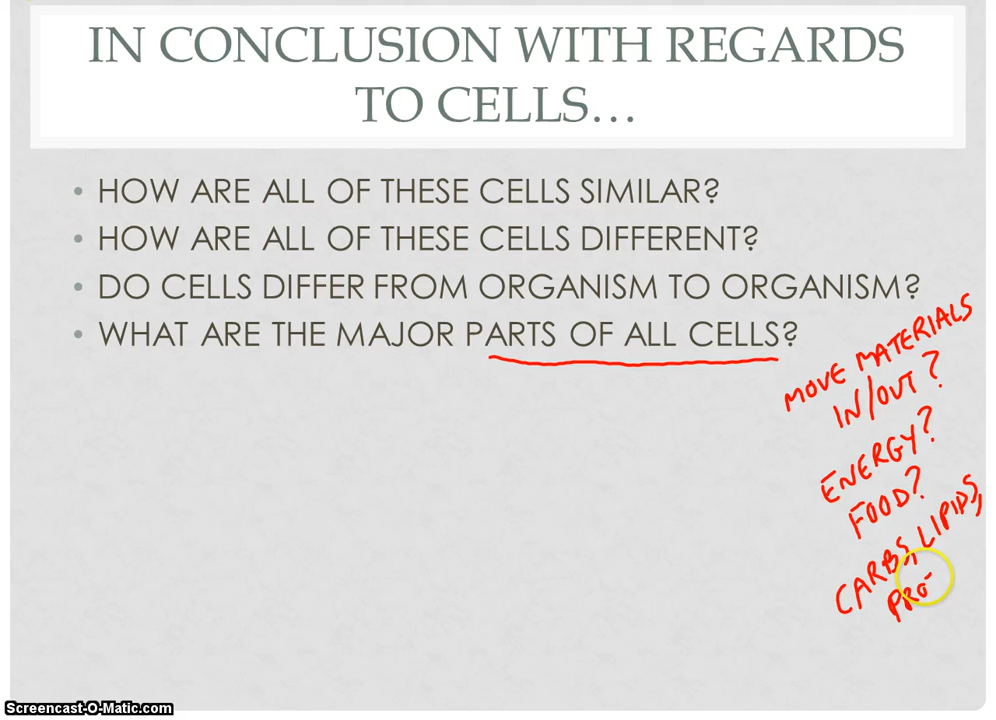 IN CONCLUSION WITH REGARDS
TO CELLS...
• HOW ARE ALL OF THESE CELLS SIMILAR?
• HOW ARE ALL OF THESE CELLS DIFFERENT?
• DO CELLS DIFFER FROM ORGANISM TO ORGANISM?
• WHAT ARE THE MAJOR PARTS OF ALL CELLS?
MOVE MATERIALS
IN/OUT?
ENERGY?
FOOD?
CARBS, LIPIDS,
PRO
Screencast-O-Matic.com